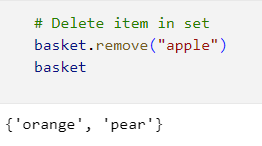 # Delete item in set
basket.remove("apple")
basket
{'orange', 'pear'}